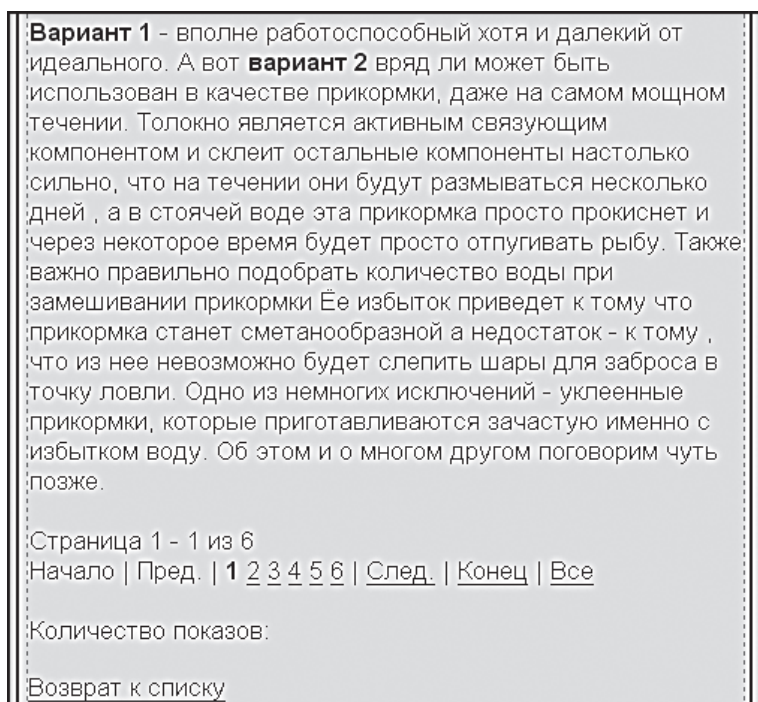 Вариант 1 - вполне работоспособный хотя и далекий от
идеального. А вот вариант 2 вряд ли может быть
использован в качестве прикормки, даже на самом мощном
течении. Толокно является активным связующим
компонентом и склеит остальные компоненты настолько
сильно, что на течении они будут размываться несколько
дней , а в стоячей воде эта прикормка просто прокиснет и
через некоторое время будет просто отпугивать рыбу. Также
важно правильно подобрать количество воды при
замешивании прикормки Ёе избыток приведет к тому что
прикормка станет сметанообразной а недостаток - к тому ,
что из нее невозможно будет слепить шары для заброса в
точку ловли. Одно из немногих исключений - уклеенные
прикормки, которые приготавливаются зачастую именно с
избытком воду. Об этом и о многом другом поговорим чуть
позже.
Страница 1 - 1 из 6
Начало | Пред. | 1 2 3 4 5 6 | След. | Конец | Все
Количество показов:
Возврат к списку